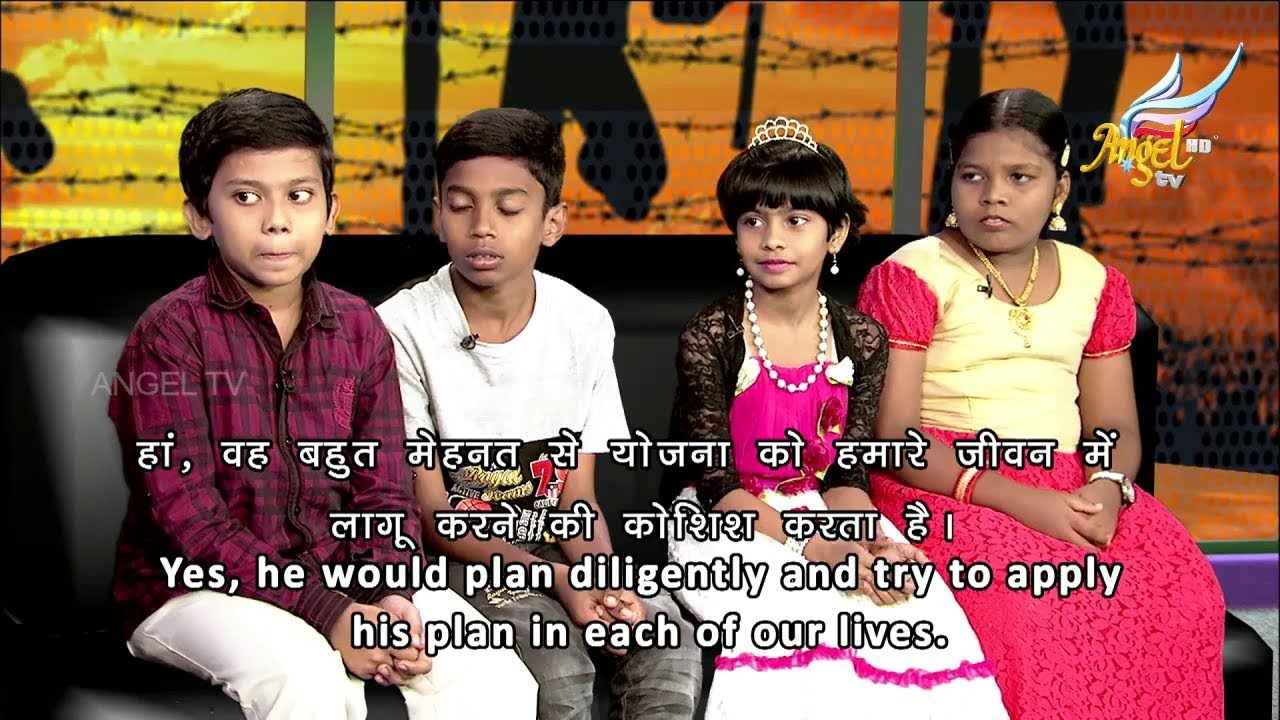 Angel HD
tv
ANGEL TV
हां, वह बहुत मेहनत से योजना को हमारे जीवन में
लागू करने की कोशिश करता है।
Yes, he would plan diligently and try to apply
his plan in each of our lives.